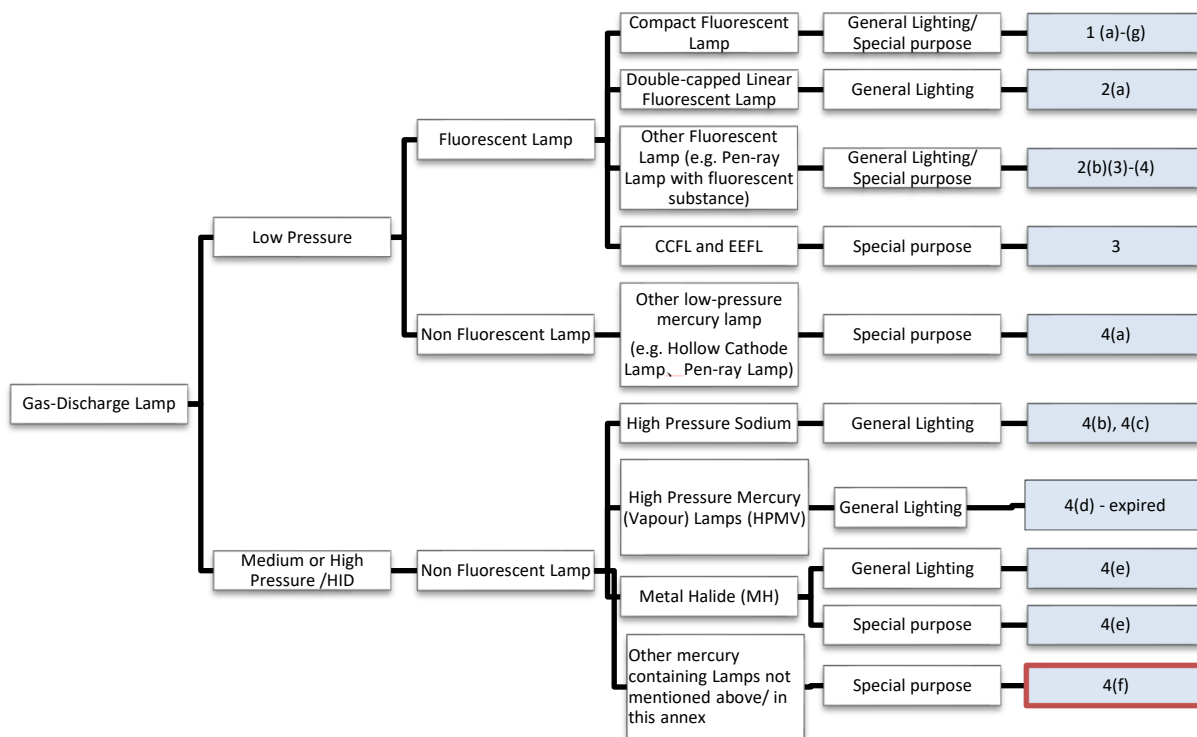 Compact Fluorescent
Lamp
General Lighting/
Special purpose
1 (a)-(g)
Double-capped Linear
Fluorescent Lamp
General Lighting
2(a)
Fluorescent Lamp
Other Fluorescent
Lamp (e.g. Pen-ray
Lamp with fluorescent
substance)
General Lighting/
Special purpose
2(b)(3)-(4)
Low Pressure
CCFL and EEFL
Special purpose
3
Non Fluorescent Lamp
Other low-pressure
mercury lamp
(e.g. Hollow Cathode
Lamp、Pen-ray Lamp)
Special purpose
4(a)
Gas-Discharge Lamp
High Pressure Sodium
General Lighting
4(b), 4(c)
High Pressure Mercury
(Vapour) Lamps (HPMV)
General Lighting
4(d) - expired
Medium or High
Pressure /HID
Non Fluorescent Lamp
Metal Halide (MH)
General Lighting
4(e)
Special purpose
4(e)
Other mercury
containing Lamps not
mentioned above/ in
this annex
Special purpose
4(f)